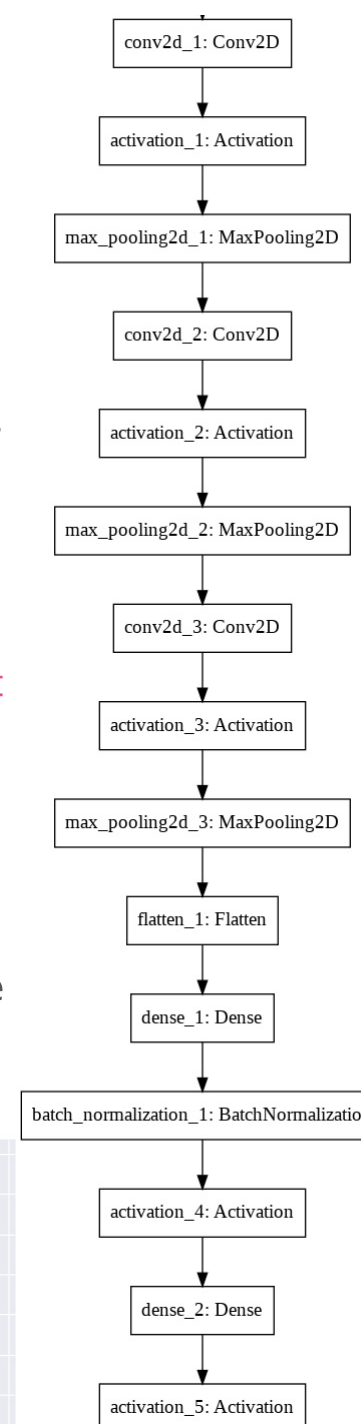 conv2d_1: Conv2D
activation_1: Activation
max_pooling2d_1: MaxPooling2D
conv2d_2: Conv2D
activation_2: Activation
max_pooling2d_2: MaxPooling2D
conv2d_3: Conv2D
activation_3: Activation
max_pooling2d_3: MaxPooling2D
flatten_1: Flatten
e
dense_1: Dense
batch_normalization_1: BatchNormalizatio
activation_4: Activation
dense_2: Dense
activation_5: Activation